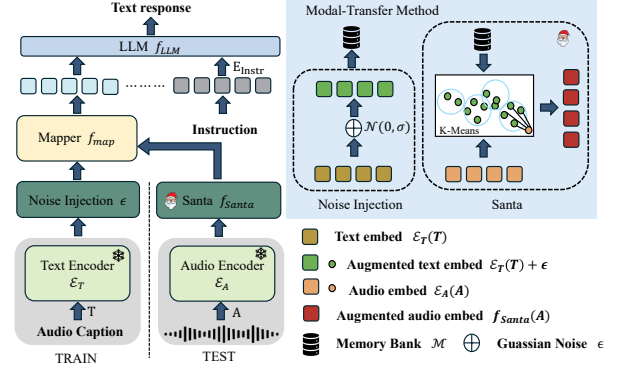 Text response
LLM f_LLM
E_Instr
Instruction
Mapper f_map
Noise Injection ϵ
Santa f_Santa
Text Encoder
ℰ_T
Audio Encoder
ℰ_A
T
A
Audio Caption
TRAIN
TEST
Modal-Transfer Method
𝒩(0, σ)
K-Means
Noise Injection
Santa
Text embed ℰ_T(T)
Augmented text embed ℰ_T(T) + ϵ
Audio embed ℰ_A(A)
Augmented audio embed f_Santa(A)
Memory Bank ℳ
Guassian Noise ϵ